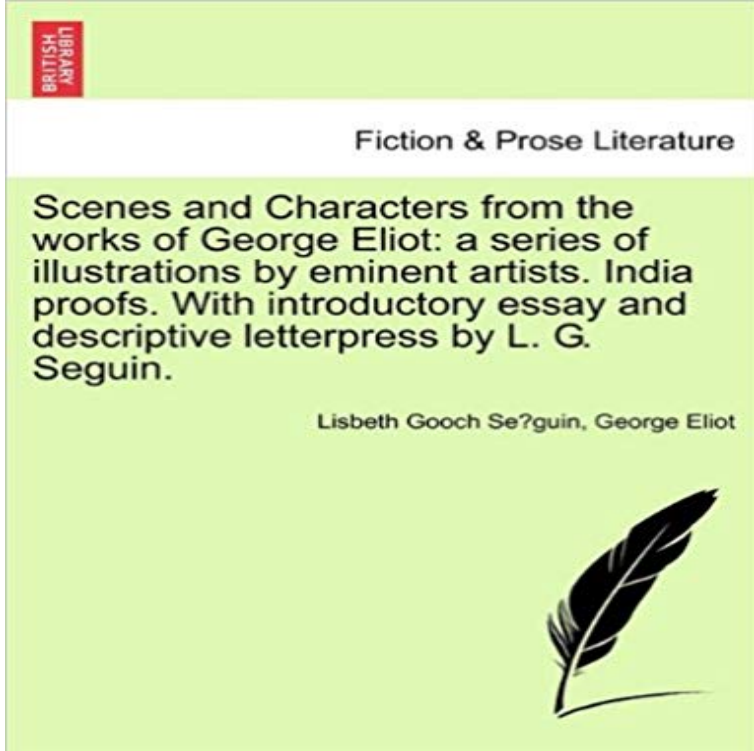 BRITISH
LIBRARY
Fiction & Prose Literature
Scenes and Characters from the
works of George Eliot: a series of
illustrations by eminent artists. India
proofs. With introductory essay and
descriptive letterpress by L. G.
Seguin.
Lisbeth Gooch Se?guin, George Eliot